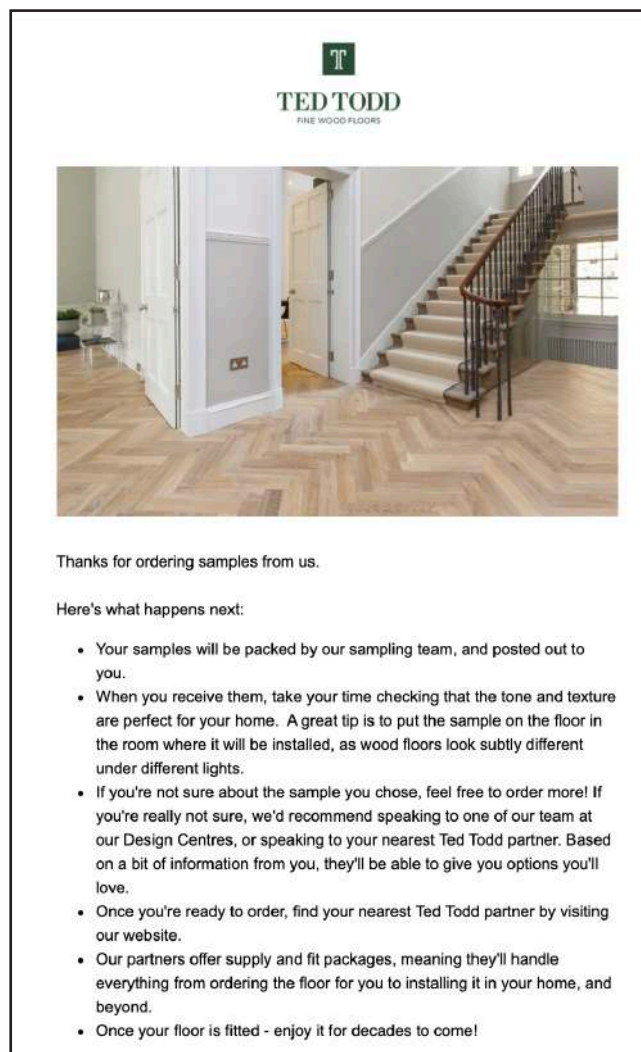 TED TODD
FINE WOOD FLOORS
Thanks for ordering samples from us.
Here's what happens next:
• Your samples will be packed by our sampling team, and posted out to
you.
• When you receive them, take your time checking that the tone and texture
are perfect for your home.  A great tip is to put the sample on the floor in
the room where it will be installed, as wood floors look subtly different
under different lights.
• If you're not sure about the sample you chose, feel free to order more! If
you're really not sure, we'd recommend speaking to one of our team at
our Design Centres, or speaking to your nearest Ted Todd partner. Based
on a bit of information from you, they'll be able to give you options you'll
love.
• Once you're ready to order, find your nearest Ted Todd partner by visiting
our website.
• Our partners offer supply and fit packages, meaning they'll handle
everything from ordering the floor for you to installing it in your home, and
beyond.
• Once your floor is fitted - enjoy it for decades to come!